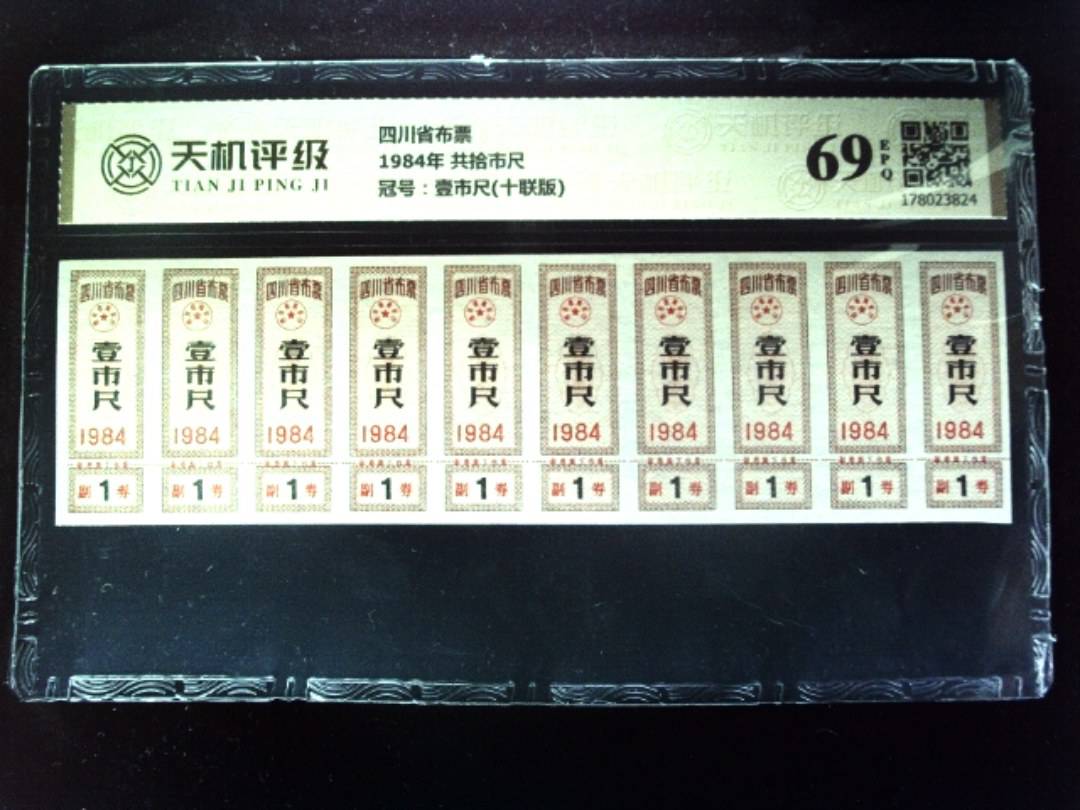 天机评级
TIAN JI PING JI
四川省布票
1984年 共拾市尺
冠号：壹市尺(十联版)
69
EPQ
178023824
四川省布票 四川省布票 四川省布票 四川省布票 四川省布票 四川省布票 四川省布票 四川省布票 四川省布票 四川省布票
壹市尺 壹市尺 壹市尺 壹市尺 壹市尺 壹市尺 壹市尺 壹市尺 壹市尺 壹市尺
1984 1984 1984 1984 1984 1984 1984 1984 1984 1984
副1券 副1券 副1券 副1券 副1券 副1券 副1券 副1券 副1券 副1券